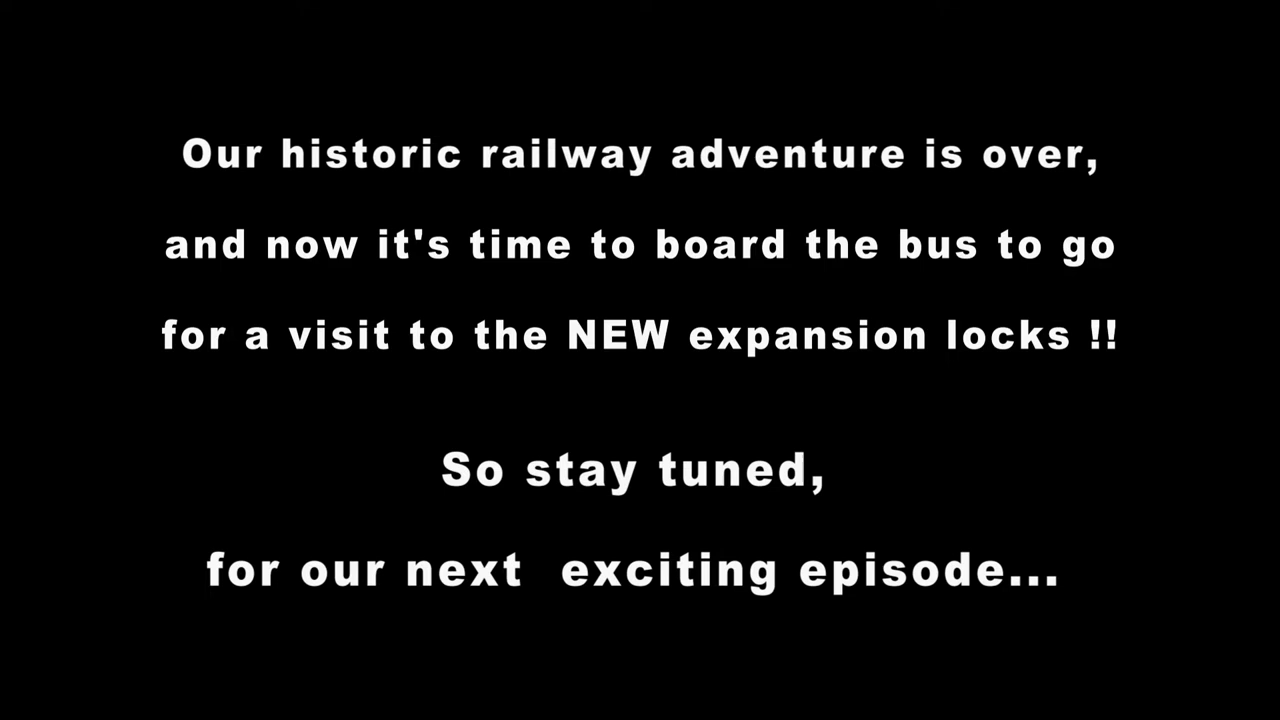 Our historic railway adventure is over,
and now it's time to board the bus to go
for a visit to the NEW expansion locks !!
So stay tuned,
for our next  exciting episode...